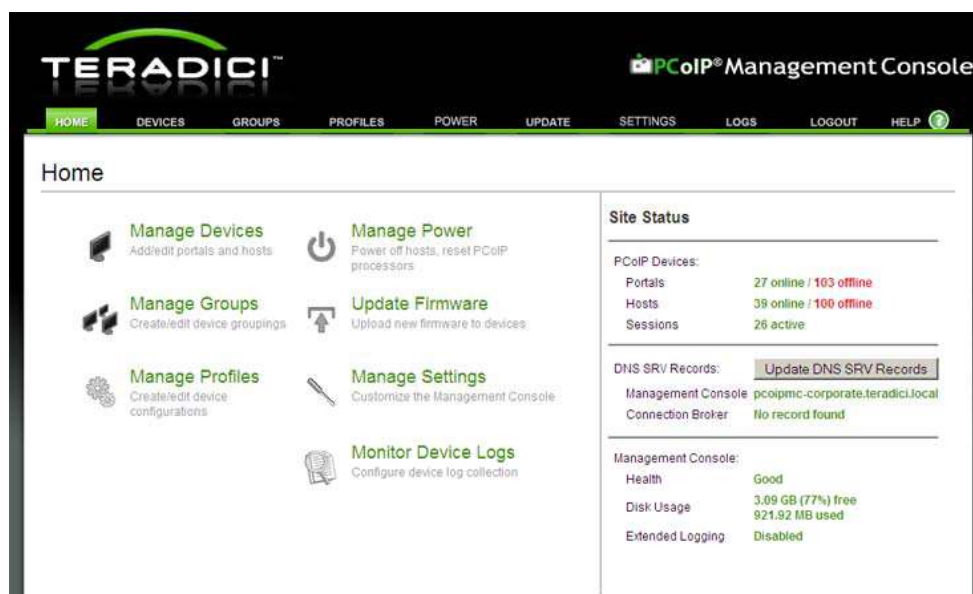 TERADICI™
PCoIP® Management Console
HOME DEVICES GROUPS PROFILES POWER UPDATE SETTINGS LOGS LOGOUT HELP ?
Home
Manage Devices
Add/edit portals and hosts
Manage Groups
Create/edit device groupings
Manage Profiles
Create/edit device
configurations
Manage Power
Power off hosts, reset PCoIP
processors
Update Firmware
Upload new firmware to devices
Manage Settings
Customize the Management Console
Monitor Device Logs
Configure device log collection
Site Status
PCoIP Devices:
Portals 27 online / 103 offline
Hosts 39 online / 100 offline
Sessions 26 active
DNS SRV Records: Update DNS SRV Records
Management Console pcoipmc-corporate.teradici.local
Connection Broker No record found
Management Console:
Health Good
Disk Usage 3.09 GB (77%) free
921.92 MB used
Extended Logging Disabled